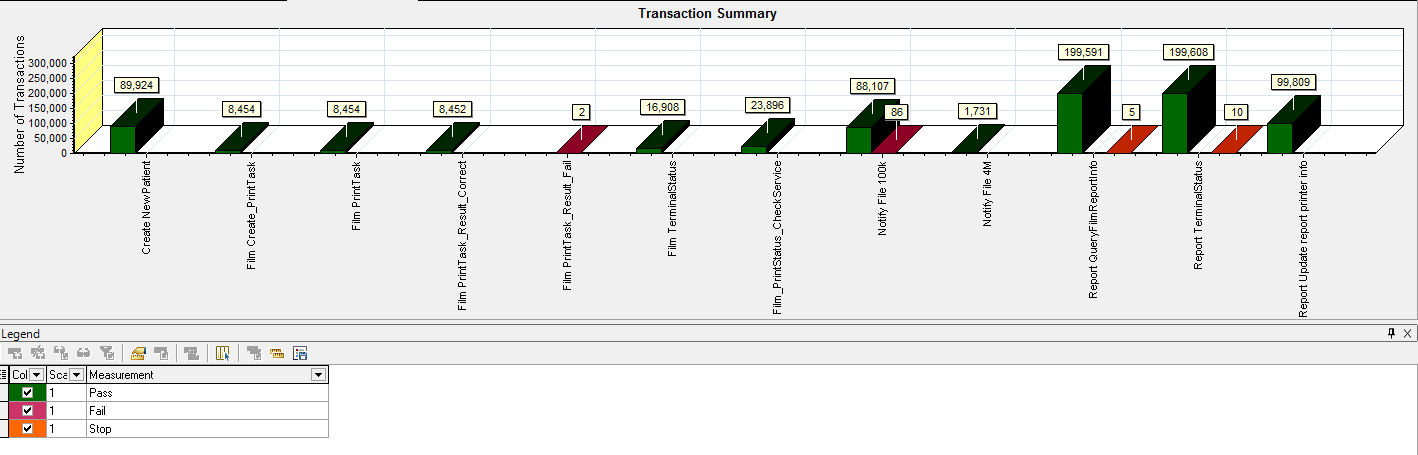 Transaction Summary
Number of Transactions
300,000
250,000
200,000
150,000
100,000
50,000
0
89,924
8,454
8,454
8,452
2
16,908
23,896
88,107
86
1,731
199,591
5
199,608
10
99,809
Create NewPatient
Film Create_PrintTask
Film PrintTask
Film PrintTask_Result_Correct
Film PrintTask_Result_Fail
Film TerminalStatus
Film_PrintStatus_CheckService
Notify File 100k
Notify File 4M
Report QueryFilmReportInfo
Report TerminalStatus
Report Update report printer info
Legend
Col Sca Measurement
1 Pass
1 Fail
1 Stop